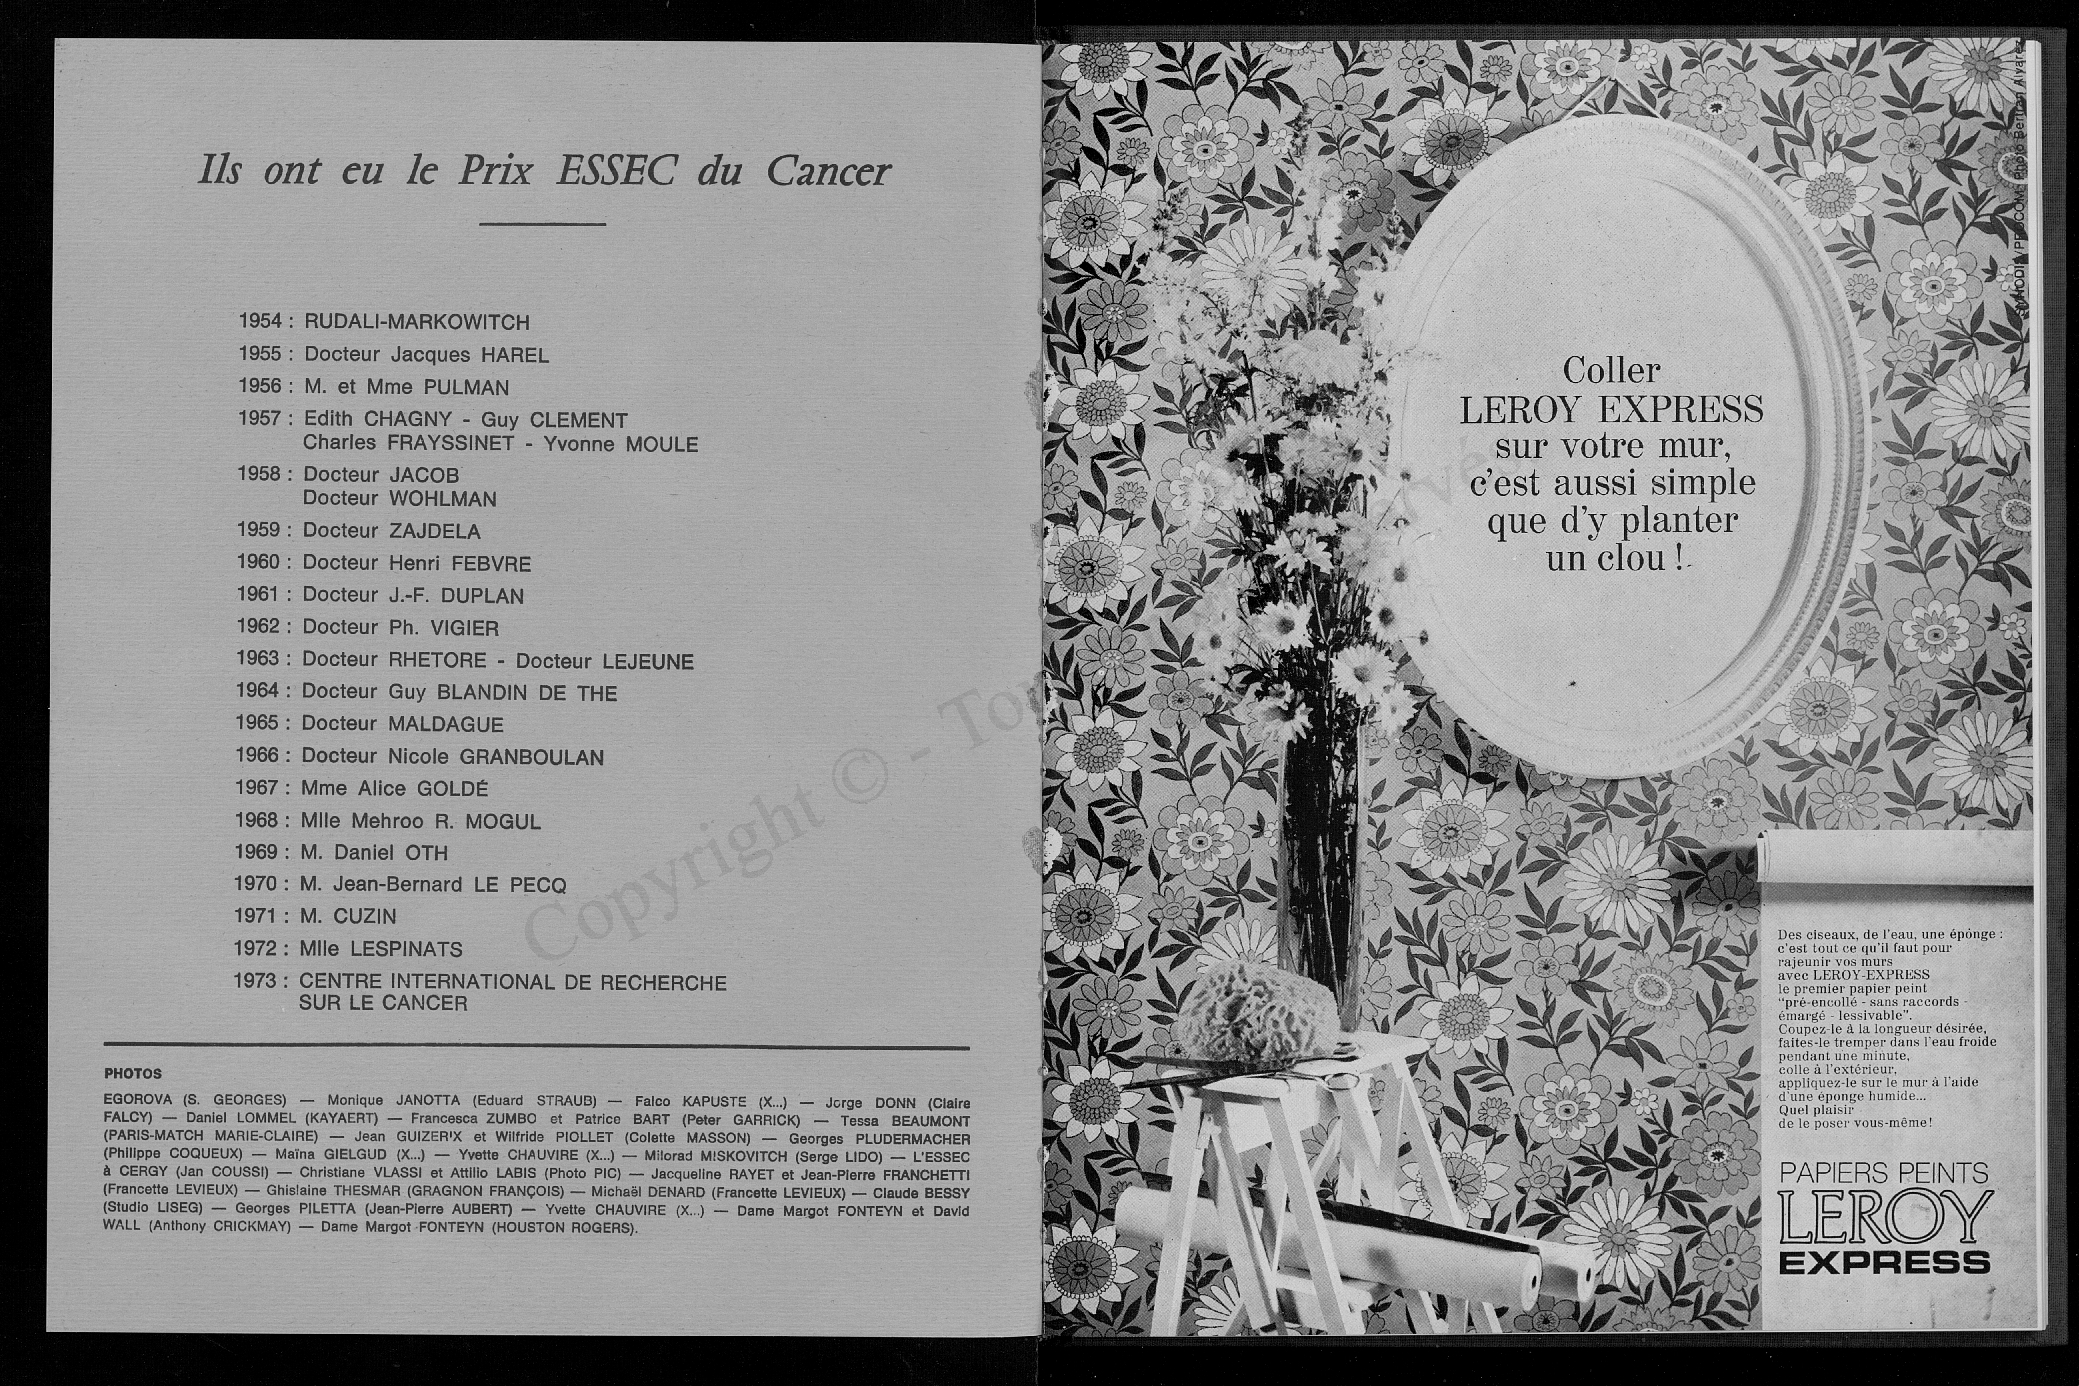 Ils ont eu le Prix ESSEC du Cancer
1954 : RUDALI-MARKOWITCH
1955 : Docteur Jacques HAREL
1956 : M. et Mme PULMAN
1957 : Edith CHAGNY - Guy CLEMENT
Charles FRAYSSINET - Yvonne MOULE
1958 : Docteur JACOB
Docteur WOHLMAN
1959 : Docteur ZAJDELA
1960 : Docteur Henri FEBVRE
1961 : Docteur J.-F. DUPLAN
1962 : Docteur Ph. VIGIER
1963 : Docteur RHETORE - Docteur LEJEUNE
1964 : Docteur Guy BLANDIN DE THE
1965 : Docteur MALDAGUE
1966 : Docteur Nicole GRANBOULAN
1967 : Mme Alice GOLDÉ
1968 : Mlle Mehroo R. MOGUL
1969 : M. Daniel OTH
1970 : M. Jean-Bernard LE PECQ
1971 : M. CUZIN
1972 : Mlle LESPINATS
1973 : CENTRE INTERNATIONAL DE RECHERCHE
SUR LE CANCER
PHOTOS
EGOROVA (S. GEORGES) — Monique JANOTTA (Eduard STRAUB) — Falco KAPUSTE (X...) — Jorge DONN (Claire
FALCY) — Daniel LOMMEL (KAYAERT) — Francesca ZUMBO et Patrice BART (Peter GARRICK) — Tessa BEAUMONT
(PARIS-MATCH MARIE-CLAIRE) — Jean GUIZER'X et Wilfride PIOLLET (Colette MASSON) — Georges PLUDERMACHER
(Philippe COQUEUX) — Maïna GIELGUD (X...) — Yvette CHAUVIRE (X...) — Milorad MISKOVITCH (Serge LIDO) — L'ESSEC
à CERGY (Jan COUSSI) — Christiane VLASSI et Attilio LABIS (Photo PIC) — Jacqueline RAYET et Jean-Pierre FRANCHETTI
(Francette LEVIEUX) — Ghislaine THESMAR (GRAGNON FRANÇOIS) — Michaël DENARD (Francette LEVIEUX) — Claude BESSY
(Studio LISEG) — Georges PILETTA (Jean-Pierre AUBERT) — Yvette CHAUVIRE (X...) — Dame Margot FONTEYN et David
WALL (Anthony CRICKMAY) — Dame Margot FONTEYN (HOUSTON ROGERS).
Copyright © - To
Coller
LEROY EXPRESS
sur votre mur,
c'est aussi simple
que d'y planter
un clou !
Photo Bertran Alvarez
Des ciseaux, de l'eau, une éponge :
c'est tout ce qu'il faut pour
rajeunir vos murs
avec LEROY-EXPRESS
le premier papier peint
"pré-encollé - sans raccords -
émargé - lessivable".
Coupez-le à la longueur désirée,
faites-le tremper dans l'eau froide
pendant une minute,
colle à l'extérieur,
appliquez-le sur le mur à l'aide
d'une éponge humide...
Quel plaisir
de le poser vous-même!
PAPIERS PEINTS
LEROY
EXPRESS